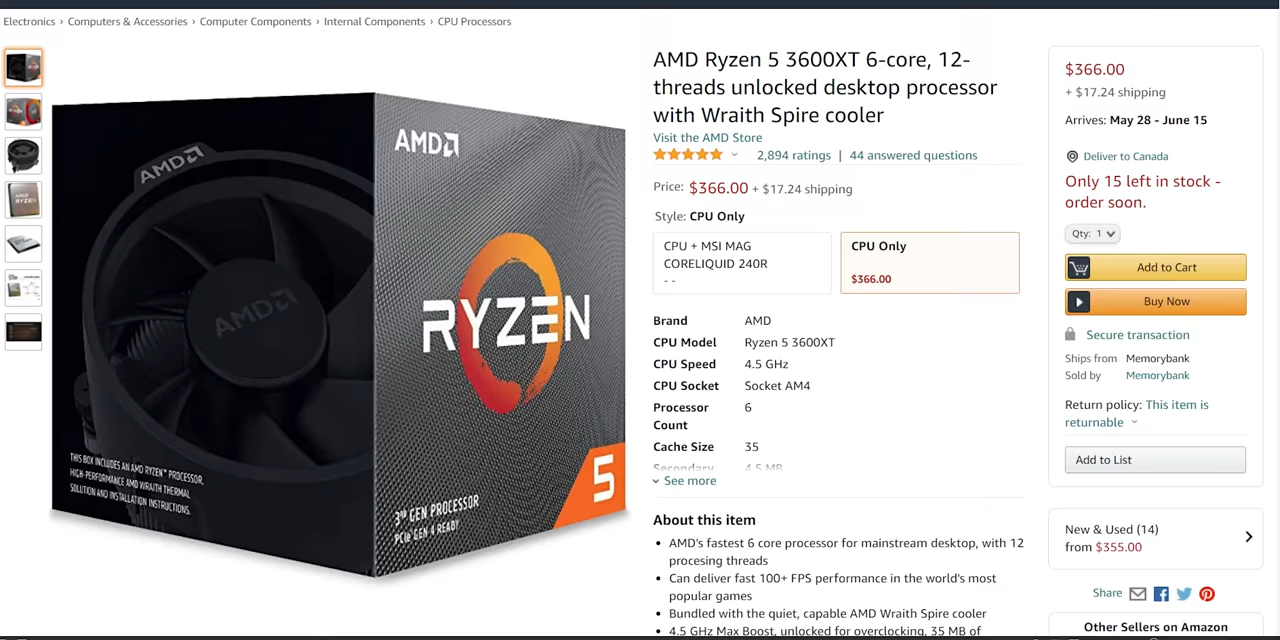 Electronics › Computers & Accessories › Computer Components › Internal Components › CPU Processors
AMD
AMD
AMD
RYZEN
5
THIS BOX INCLUDES AN AMD RYZEN™ PROCESSOR,
HIGH-PERFORMANCE AMD WRAITH THERMAL
SOLUTION AND INSTALLATION INSTRUCTIONS.
3RD GEN PROCESSOR
PCIe GEN 4 READY
AMD Ryzen 5 3600XT 6-core, 12-
threads unlocked desktop processor
with Wraith Spire cooler
Visit the AMD Store
2,894 ratings | 44 answered questions
Price: $366.00 + $17.24 shipping
Style: CPU Only
CPU + MSI MAG
CORELIQUID 240R
- -
CPU Only
$366.00
Brand AMD
CPU Model Ryzen 5 3600XT
CPU Speed 4.5 GHz
CPU Socket Socket AM4
Processor 6
Count
Cache Size 35
Secondary 4.5 MB
See more
About this item
• AMD's fastest 6 core processor for mainstream desktop, with 12
procesing threads
• Can deliver fast 100+ FPS performance in the world's most
popular games
• Bundled with the quiet, capable AMD Wraith Spire cooler
• 4.5 GHz Max Boost, unlocked for overclocking, 35 MB of
$366.00
+ $17.24 shipping
Arrives: May 28 - June 15
Deliver to Canada
Only 15 left in stock -
order soon.
Qty: 1
Add to Cart
Buy Now
Secure transaction
Ships from Memorybank
Sold by Memorybank
Return policy: This item is
returnable
Add to List
New & Used (14)
from $355.00
Share
Other Sellers on Amazon